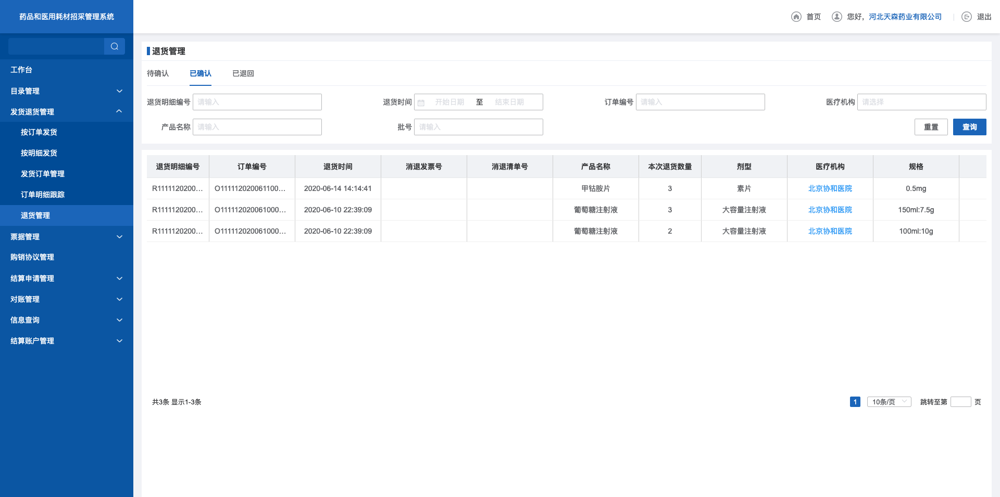 药品和医用耗材招采管理系统
首页 您好，河北天森药业有限公司 退出
工作台
目录管理
发货退货管理
按订单发货
按明细发货
发货订单管理
订单明细跟踪
退货管理
票据管理
购销协议管理
结算申请管理
对账管理
信息查询
结算账户管理
退货管理
待确认 已确认 已退回
退货明细编号 请输入 退货时间 开始日期 至 结束日期 订单编号 请输入 医疗机构 请选择
产品名称 请输入 批号 请输入 重置 查询
退货明细编号 订单编号 退货时间 消退发票号 消退清单号 产品名称 本次退货数量 剂型 医疗机构 规格
R1111120200... O111112020061100... 2020-06-14 14:14:41 甲钴胺片 3 素片 北京协和医院 0.5mg
R1111120200... O111112020061000... 2020-06-10 22:39:09 葡萄糖注射液 3 大容量注射液 北京协和医院 150ml:7.5g
R1111120200... O111112020061000... 2020-06-10 22:39:09 葡萄糖注射液 2 大容量注射液 北京协和医院 100ml:10g
共3条 显示1-3条 1 10条/页 跳转至第 页